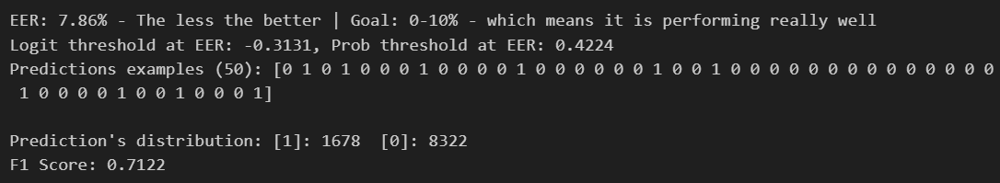 EER: 7.86% - The less the better | Goal: 0-10% - which means it is performing really well
Logit threshold at EER: -0.3131, Prob threshold at EER: 0.4224
Predictions examples (50): [0 1 0 1 0 0 0 1 0 0 0 0 1 0 0 0 0 0 0 1 0 0 1 0 0 0 0 0 0 0 0 0 0 0 0 0 0
1 0 0 0 0 1 0 0 1 0 0 0 1]
Prediction's distribution: [1]: 1678 [0]: 8322
F1 Score: 0.7122